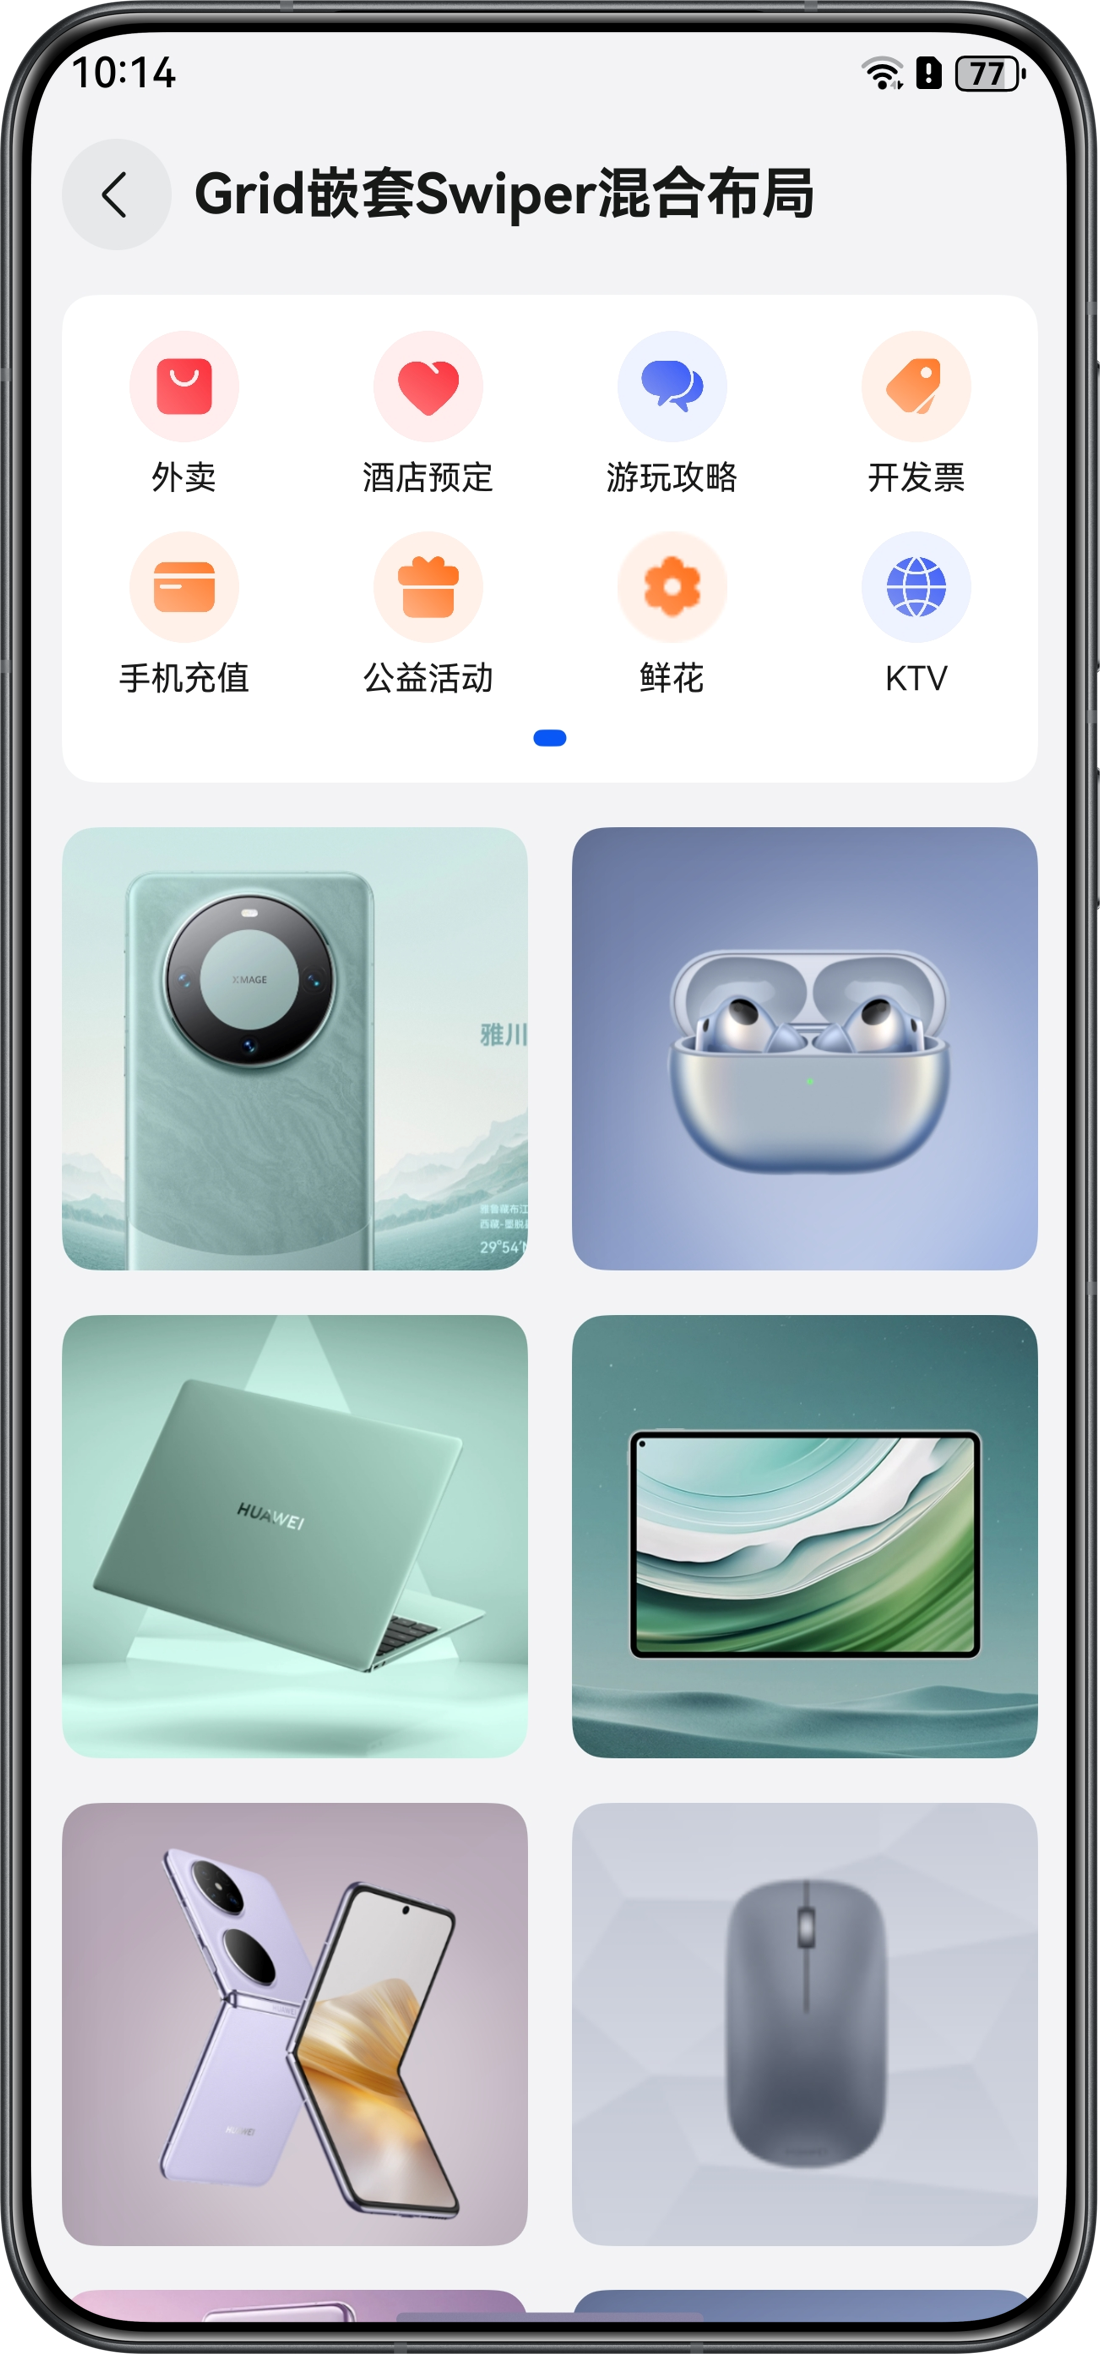 10:14
77
Grid嵌套Swiper混合布局
外卖 酒店预定 游玩攻略 开发票
手机充值 公益活动 鲜花 KTV
XMAGE
雅川
29°54'N
HUAWEI
HUAWEI